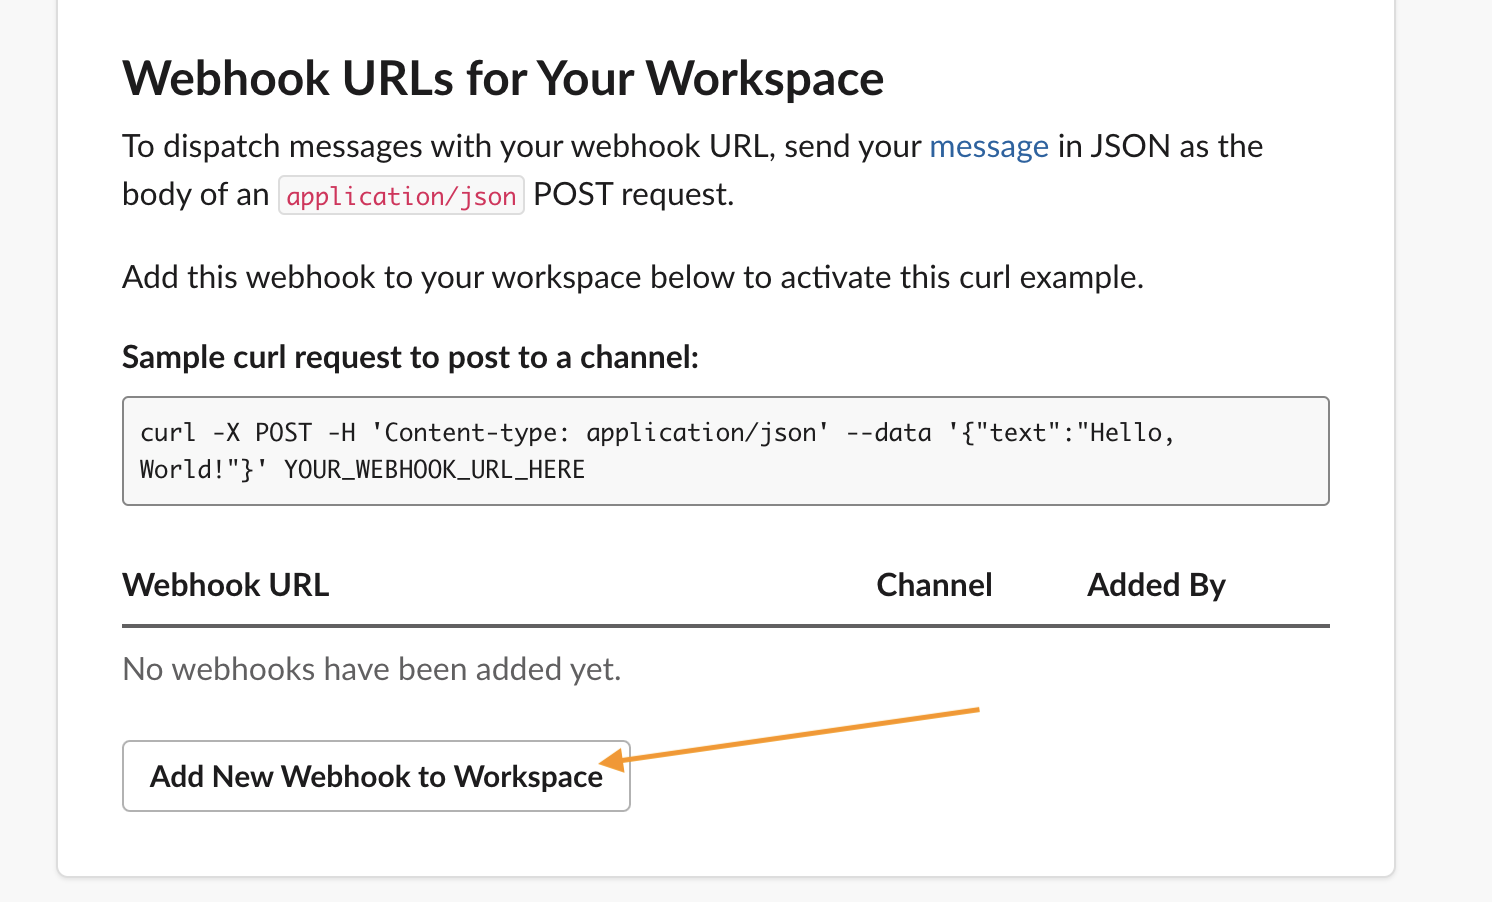 Webhook URLs for Your Workspace
To dispatch messages with your webhook URL, send your message in JSON as the
body of an application/json POST request.
Add this webhook to your workspace below to activate this curl example.
Sample curl request to post to a channel:
curl -X POST -H 'Content-type: application/json' --data '{"text":"Hello,
World!"}' YOUR_WEBHOOK_URL_HERE
Webhook URL Channel Added By
No webhooks have been added yet.
Add New Webhook to Workspace